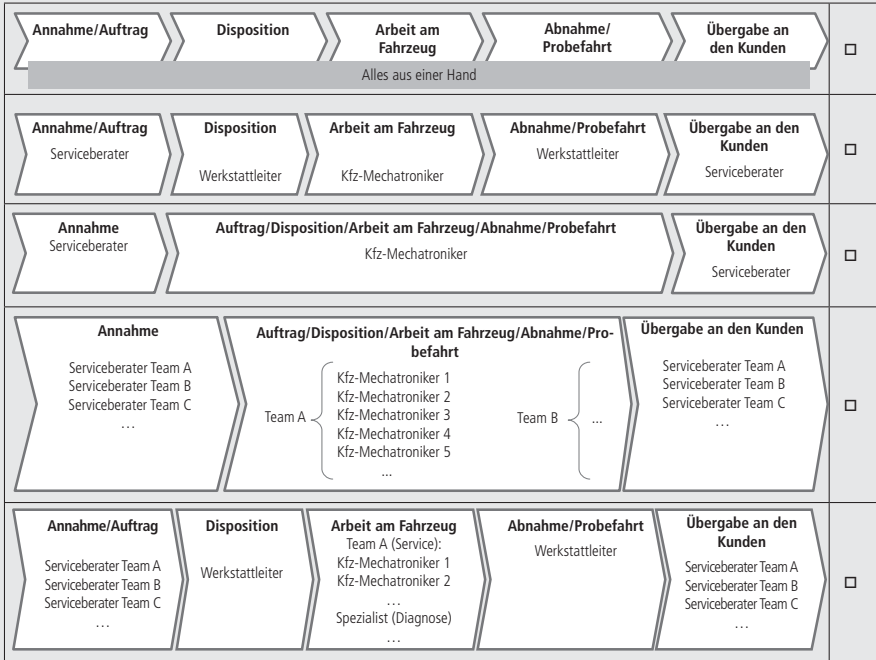 Annahme/Auftrag
Disposition
Arbeit am
Fahrzeug
Abnahme/
Probefahrt
Übergabe an
den Kunden
Alles aus einer Hand
Annahme/Auftrag
Serviceberater
Disposition
Werkstattleiter
Arbeit am Fahrzeug
Kfz-Mechatroniker
Abnahme/Probefahrt
Werkstattleiter
Übergabe an den
Kunden
Serviceberater
Annahme
Serviceberater
Auftrag/Disposition/Arbeit am Fahrzeug/Abnahme/Probefahrt
Kfz-Mechatroniker
Übergabe an den
Kunden
Serviceberater
Annahme
Serviceberater Team A
Serviceberater Team B
Serviceberater Team C
…
Auftrag/Disposition/Arbeit am Fahrzeug/Abnahme/Pro-
befahrt
Team A
Kfz-Mechatroniker 1
Kfz-Mechatroniker 2
Kfz-Mechatroniker 3
Kfz-Mechatroniker 4
Kfz-Mechatroniker 5
...
Team B
...
Übergabe an den Kunden
Serviceberater Team A
Serviceberater Team B
Serviceberater Team C
…
Annahme/Auftrag
Serviceberater Team A
Serviceberater Team B
Serviceberater Team C
…
Disposition
Werkstattleiter
Arbeit am Fahrzeug
Team A (Service):
Kfz-Mechatroniker 1
Kfz-Mechatroniker 2
…
Spezialist (Diagnose)
…
Abnahme/Probefahrt
Werkstattleiter
Übergabe an den
Kunden
Serviceberater Team A
Serviceberater Team B
Serviceberater Team C
…